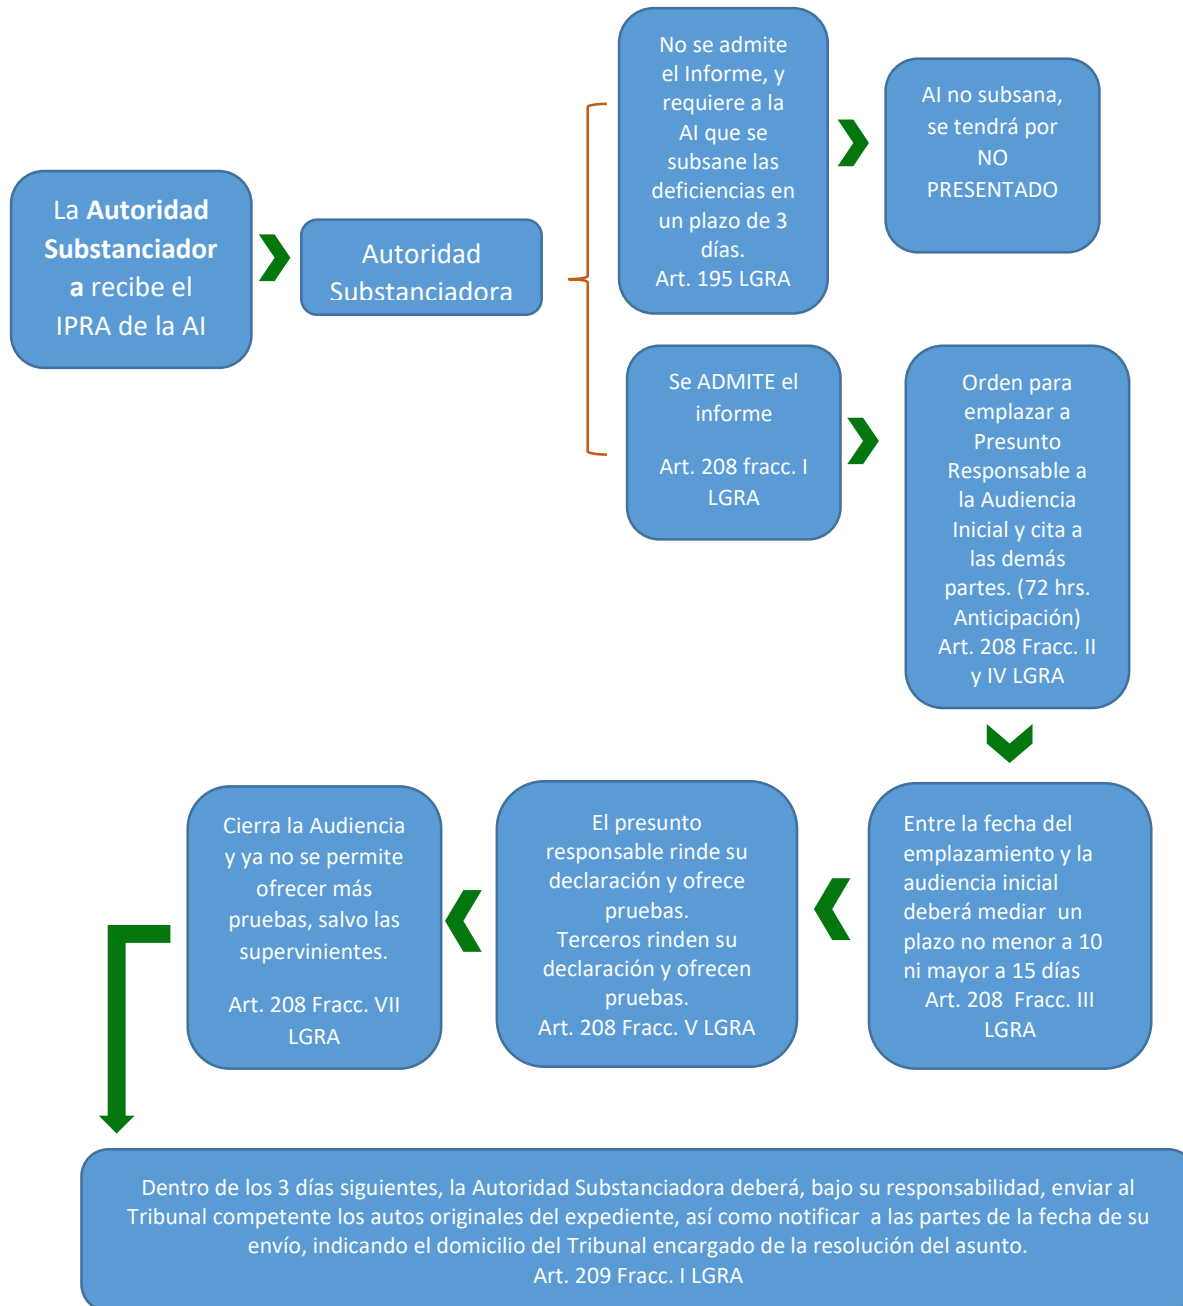 La Autoridad
Substanciador
a recibe el
IPRA de la AI
Autoridad
Substanciadora
No se admite
el Informe, y
requiere a la
AI que se
subsane las
deficiencias en
un plazo de 3
días.
Art. 195 LGRA
AI no subsana,
se tendrá por
NO
PRESENTADO
Se ADMITE el
informe
Art. 208 fracc. I
LGRA
Orden para
emplazar a
Presunto
Responsable a
la Audiencia
Inicial y cita a
las demás
partes. (72 hrs.
Anticipación)
Art. 208 Fracc. II
y IV LGRA
Entre la fecha del
emplazamiento y la
audiencia inicial
deberá mediar un
plazo no menor a 10
ni mayor a 15 días
Art. 208 Fracc. III
LGRA
El presunto
responsable rinde su
declaración y ofrece
pruebas.
Terceros rinden su
declaración y ofrecen
pruebas.
Art. 208 Fracc. V LGRA
Cierra la Audiencia
y ya no se permite
ofrecer más
pruebas, salvo las
supervinientes.
Art. 208 Fracc. VII
LGRA
Dentro de los 3 días siguientes, la Autoridad Substanciadora deberá, bajo su responsabilidad, enviar al
Tribunal competente los autos originales del expediente, así como notificar a las partes de la fecha de su
envío, indicando el domicilio del Tribunal encargado de la resolución del asunto.
Art. 209 Fracc. I LGRA